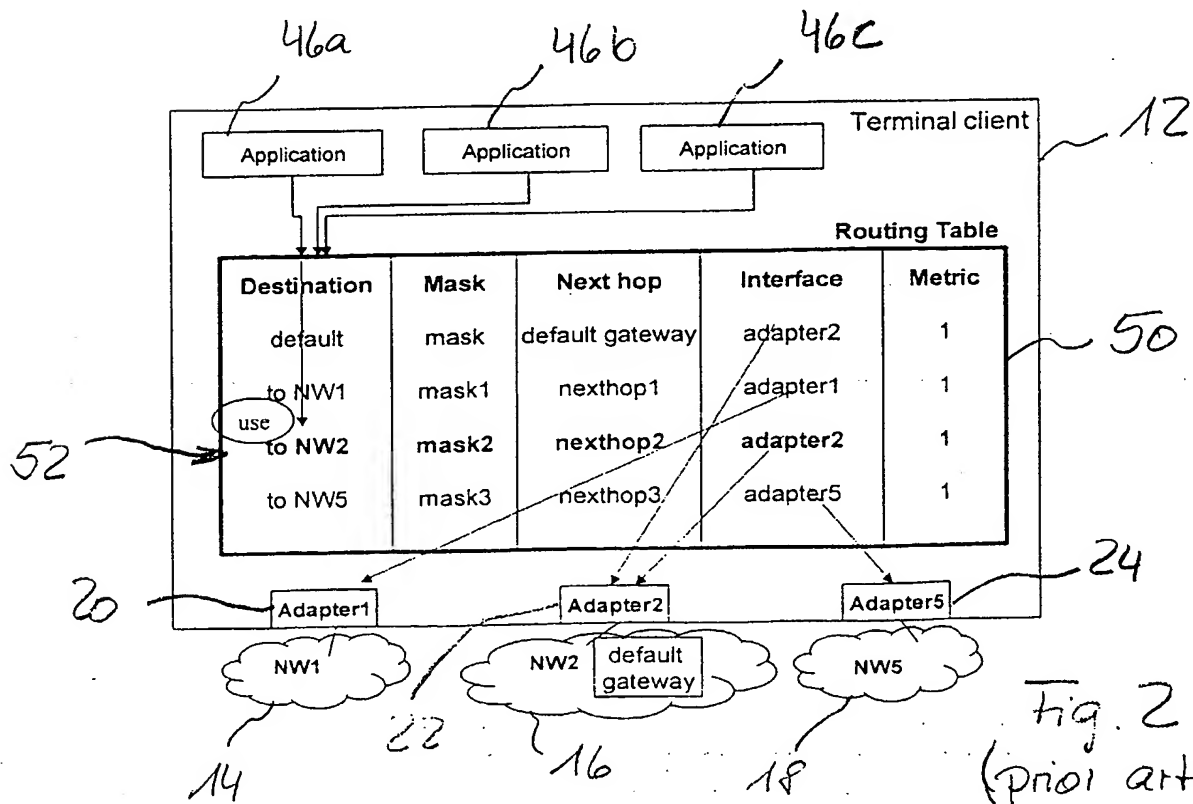 46a 46b 46c
Terminal client 12
Application Application Application
Routing Table
Destination Mask Next hop Interface Metric
default mask default gateway adapter2 1
50
to NW1 mask1 nexthop1 adapter1 1
use
52 to NW2 mask2 nexthop2 adapter2 1
to NW5 mask3 nexthop3 adapter5 1
20 Adapter1 Adapter2 Adapter5 24
NW1 NW2 default gateway NW5
14 22 16 18
Fig. 2
(prior art